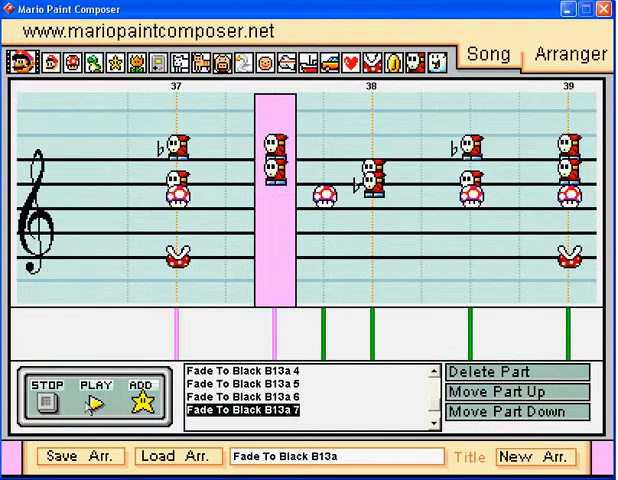 Mario Paint Composer
www.mariopaintcomposer.net
Song
Arranger
37
38
39
♭
♭
♭
STOP
PLAY
ADD
Fade To Black B13a 4
Fade To Black B13a 5
Fade To Black B13a 6
Fade To Black B13a 7
Delete Part
Move Part Up
Move Part Down
Save Arr.
Load Arr.
Fade To Black B13a
Title
New Arr.